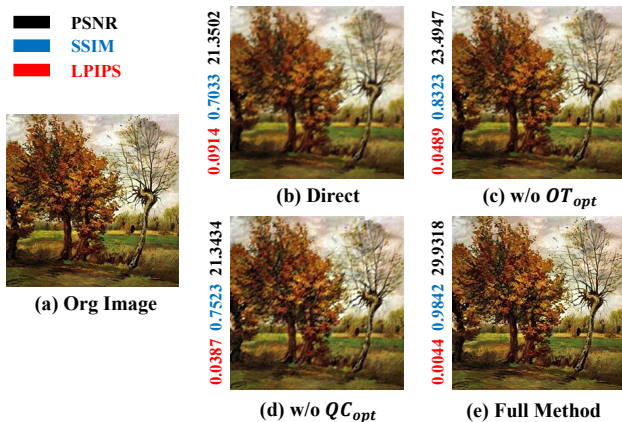 PSNR
SSIM
LPIPS
(a) Org Image
0.0914 0.7033 21.3502
(b) Direct
0.0489 0.8323 23.4947
(c) w/o OT_opt
0.0387 0.7523 21.3434
(d) w/o QC_opt
0.0044 0.9842 29.9318
(e) Full Method